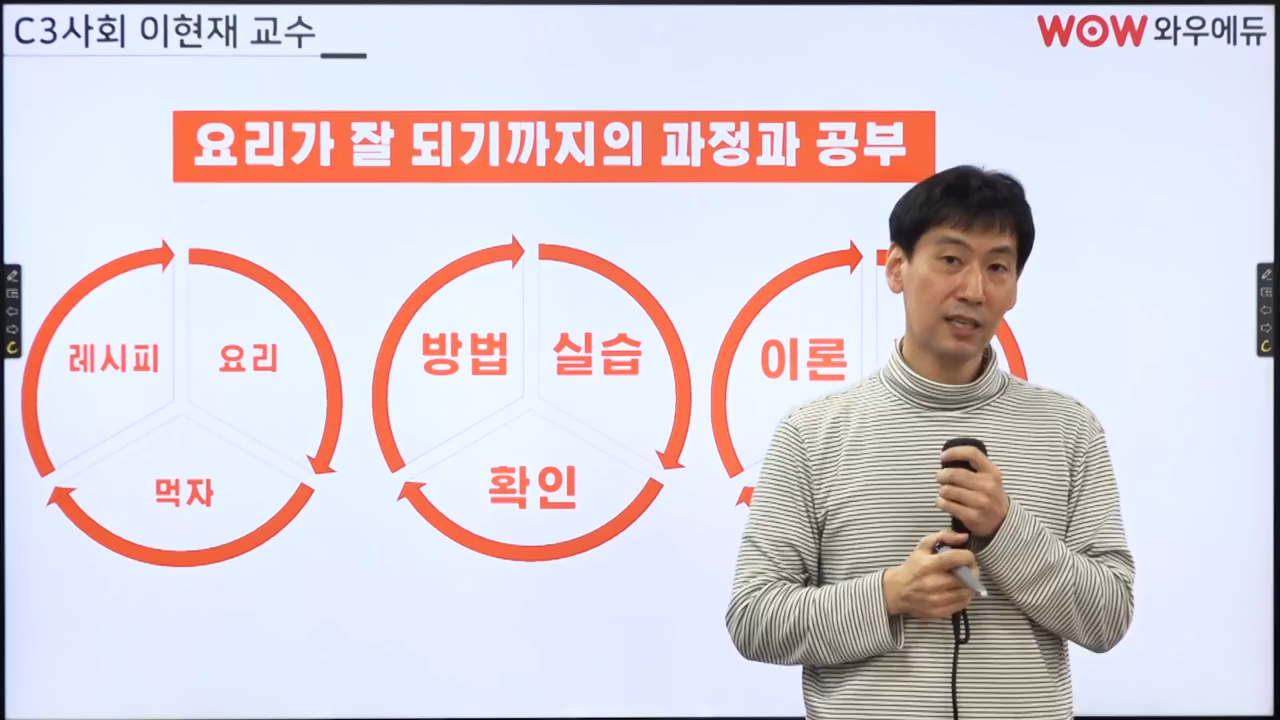 C3사회 이현재 교수
WOW 와우에듀
요리가 잘 되기까지의 과정과 공부
레시피
요리
먹자
방법
실습
확인
이론